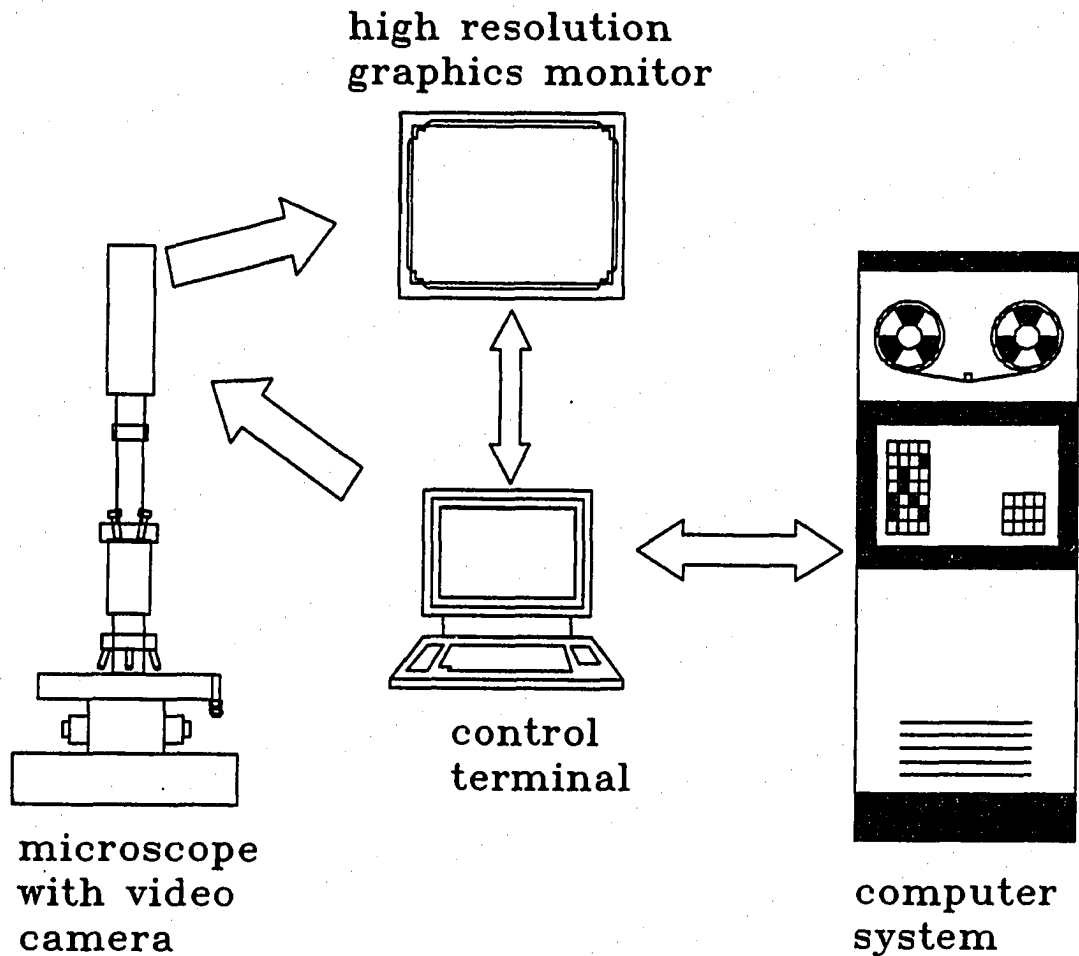 high resolution
graphics monitor
control
terminal
microscope
with video
camera
computer
system